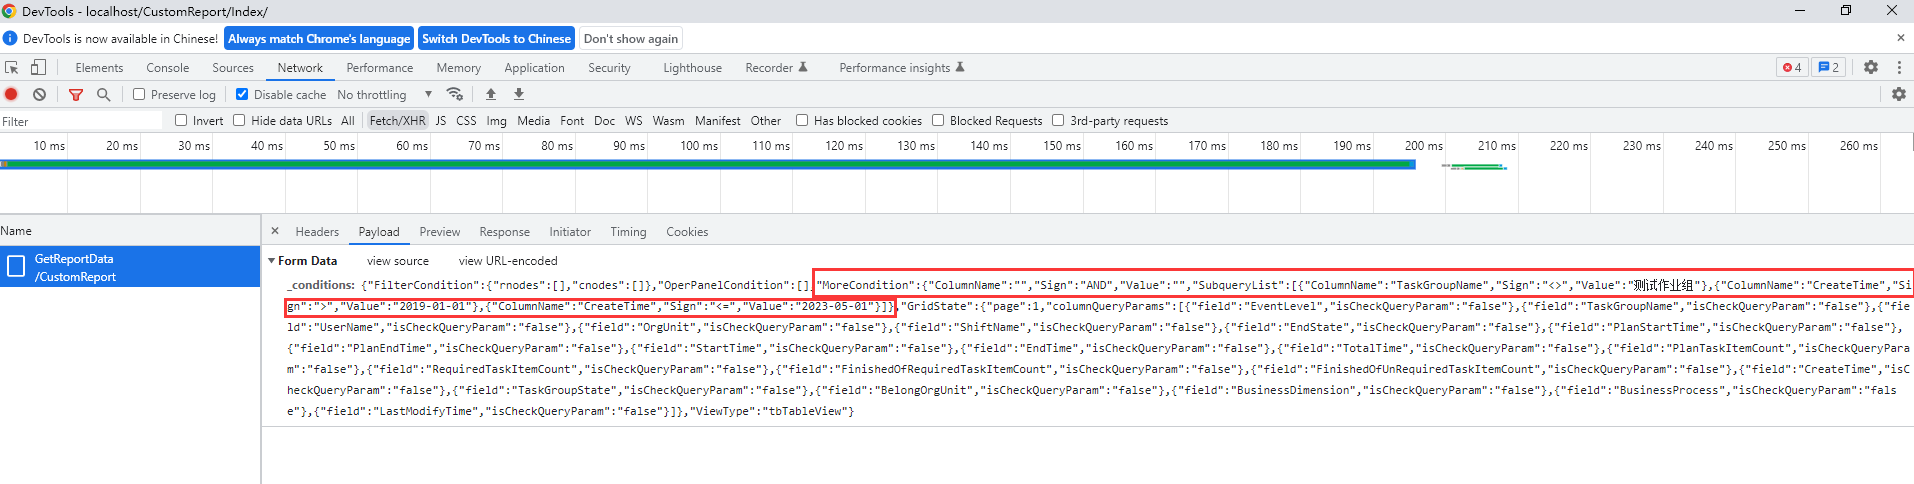 DevTools - localhost/CustomReport/Index/
DevTools is now available in Chinese! Always match Chrome's language Switch DevTools to Chinese Don't show again
Elements Console Sources Network Performance Memory Application Security Lighthouse Recorder Performance insights 4 2
Preserve log Disable cache No throttling
Filter Invert Hide data URLs All Fetch/XHR JS CSS Img Media Font Doc WS Wasm Manifest Other Has blocked cookies Blocked Requests 3rd-party requests
10 ms 20 ms 30 ms 40 ms 50 ms 60 ms 70 ms 80 ms 90 ms 100 ms 110 ms 120 ms 130 ms 140 ms 150 ms 160 ms 170 ms 180 ms 190 ms 200 ms 210 ms 220 ms 230 ms 240 ms 250 ms 260 ms
Name
GetReportData
/CustomReport
Headers Payload Preview Response Initiator Timing Cookies
Form Data view source view URL-encoded
_conditions: {"FilterCondition":{"rnodes":[],"cnodes":[]},"OperPanelCondition":[],"MoreCondition":{"ColumnName":"","Sign":"AND","Value":"","SubqueryList":[{"ColumnName":"TaskGroupName","Sign":"<>","Value":"测试作业组"},{"ColumnName":"CreateTime","Si
gn":">","Value":"2019-01-01"},{"ColumnName":"CreateTime","Sign":"<=","Value":"2023-05-01"}]},"GridState":{"page":1,"columnQueryParams":[{"field":"EventLevel","isCheckQueryParam":"false"},{"field":"TaskGroupName","isCheckQueryParam":"false"},{"fie
ld":"UserName","isCheckQueryParam":"false"},{"field":"OrgUnit","isCheckQueryParam":"false"},{"field":"ShiftName","isCheckQueryParam":"false"},{"field":"EndState","isCheckQueryParam":"false"},{"field":"PlanStartTime","isCheckQueryParam":"false"},
{"field":"PlanEndTime","isCheckQueryParam":"false"},{"field":"StartTime","isCheckQueryParam":"false"},{"field":"EndTime","isCheckQueryParam":"false"},{"field":"TotalTime","isCheckQueryParam":"false"},{"field":"PlanTaskItemCount","isCheckQueryPara
m":"false"},{"field":"RequiredTaskItemCount","isCheckQueryParam":"false"},{"field":"FinishedOfRequiredTaskItemCount","isCheckQueryParam":"false"},{"field":"FinishedOfUnRequiredTaskItemCount","isCheckQueryParam":"false"},{"field":"CreateTime","isC
heckQueryParam":"false"},{"field":"TaskGroupState","isCheckQueryParam":"false"},{"field":"BelongOrgUnit","isCheckQueryParam":"false"},{"field":"BusinessDimension","isCheckQueryParam":"false"},{"field":"BusinessProcess","isCheckQueryParam":"fals
e"},{"field":"LastModifyTime","isCheckQueryParam":"false"}]},"ViewType":"tbTableView"}